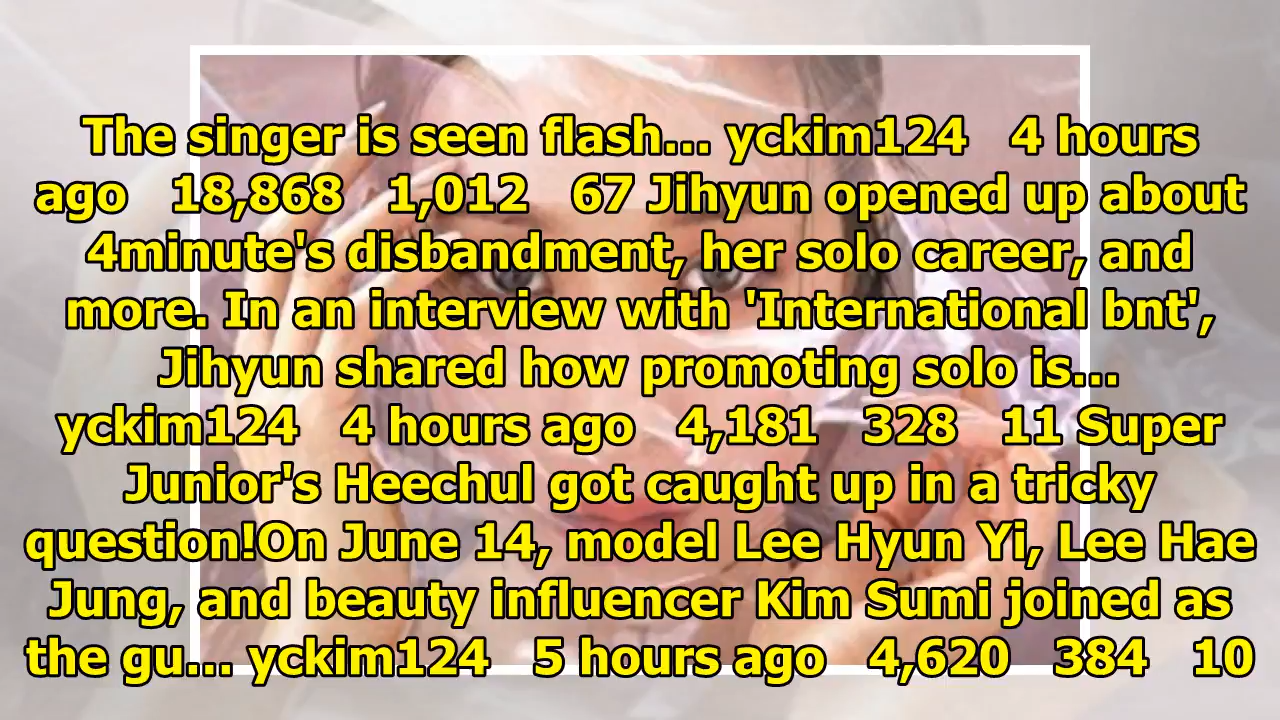 The singer is seen flash... yckim124 4 hours
ago 18,868 1,012 67 Jihyun opened up about
4minute's disbandment, her solo career, and
more. In an interview with 'International bnt',
Jihyun shared how promoting solo is...
yckim124 4 hours ago 4,181 328 11 Super
Junior's Heechul got caught up in a tricky
question!On June 14, model Lee Hyun Yi, Lee Hae
Jung, and beauty influencer Kim Sumi joined as
the gu... yckim124 5 hours ago 4,620 384 10